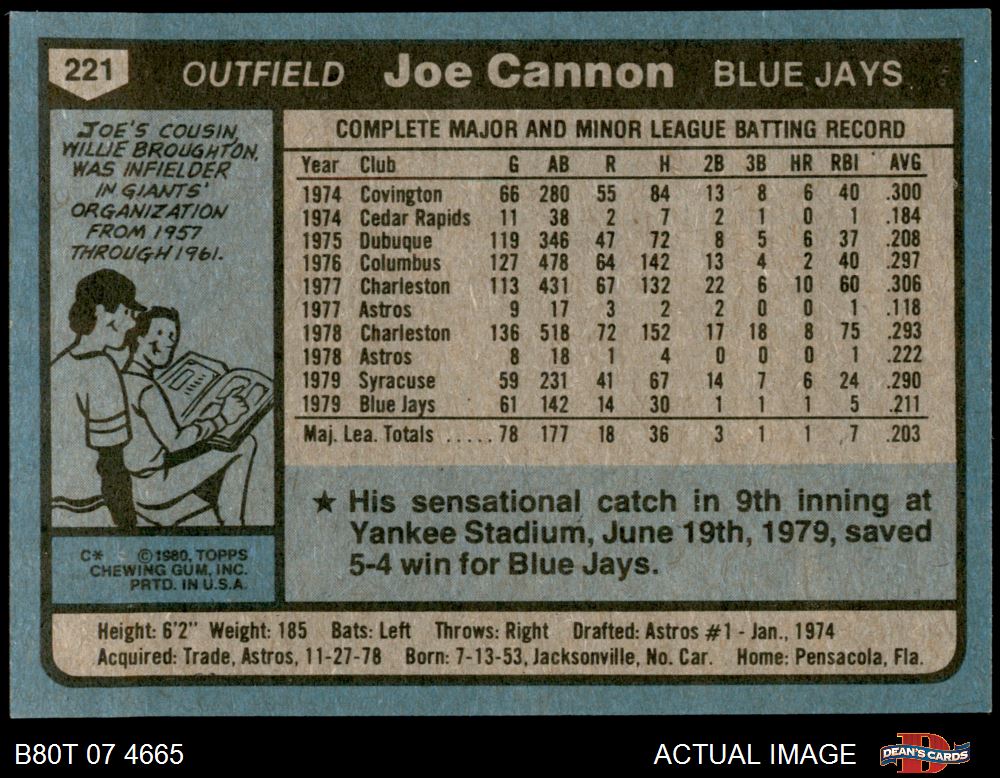 221 OUTFIELD Joe Cannon BLUE JAYS
JOE'S COUSIN,
WILLIE BROUGHTON,
WAS INFIELDER
IN GIANTS'
ORGANIZATION
FROM 1957
THROUGH 1961.
C* ©1980, TOPPS
CHEWING GUM, INC.
PRTD. IN U.S.A.
COMPLETE MAJOR AND MINOR LEAGUE BATTING RECORD
Year Club G AB R H 2B 3B HR RBI AVG
1974 Covington 66 280 55 84 13 8 6 40 .300
1974 Cedar Rapids 11 38 2 7 2 1 0 1 .184
1975 Dubuque 119 346 47 72 8 5 6 37 .208
1976 Columbus 127 478 64 142 13 4 2 40 .297
1977 Charleston 113 431 67 132 22 6 10 60 .306
1977 Astros 9 17 3 2 2 0 0 1 .118
1978 Charleston 136 518 72 152 17 18 8 75 .293
1978 Astros 8 18 1 4 0 0 0 1 .222
1979 Syracuse 59 231 41 67 14 7 6 24 .290
1979 Blue Jays 61 142 14 30 1 1 1 5 .211
Maj. Lea. Totals ..... 78 177 18 36 3 1 1 7 .203
★ His sensational catch in 9th inning at
Yankee Stadium, June 19th, 1979, saved
5-4 win for Blue Jays.
Height: 6'2" Weight: 185 Bats: Left Throws: Right Drafted: Astros #1 - Jan., 1974
Acquired: Trade, Astros, 11-27-78 Born: 7-13-53, Jacksonville, No. Car. Home: Pensacola, Fla.
B80T 07 4665 ACTUAL IMAGE DEAN'S CARDS